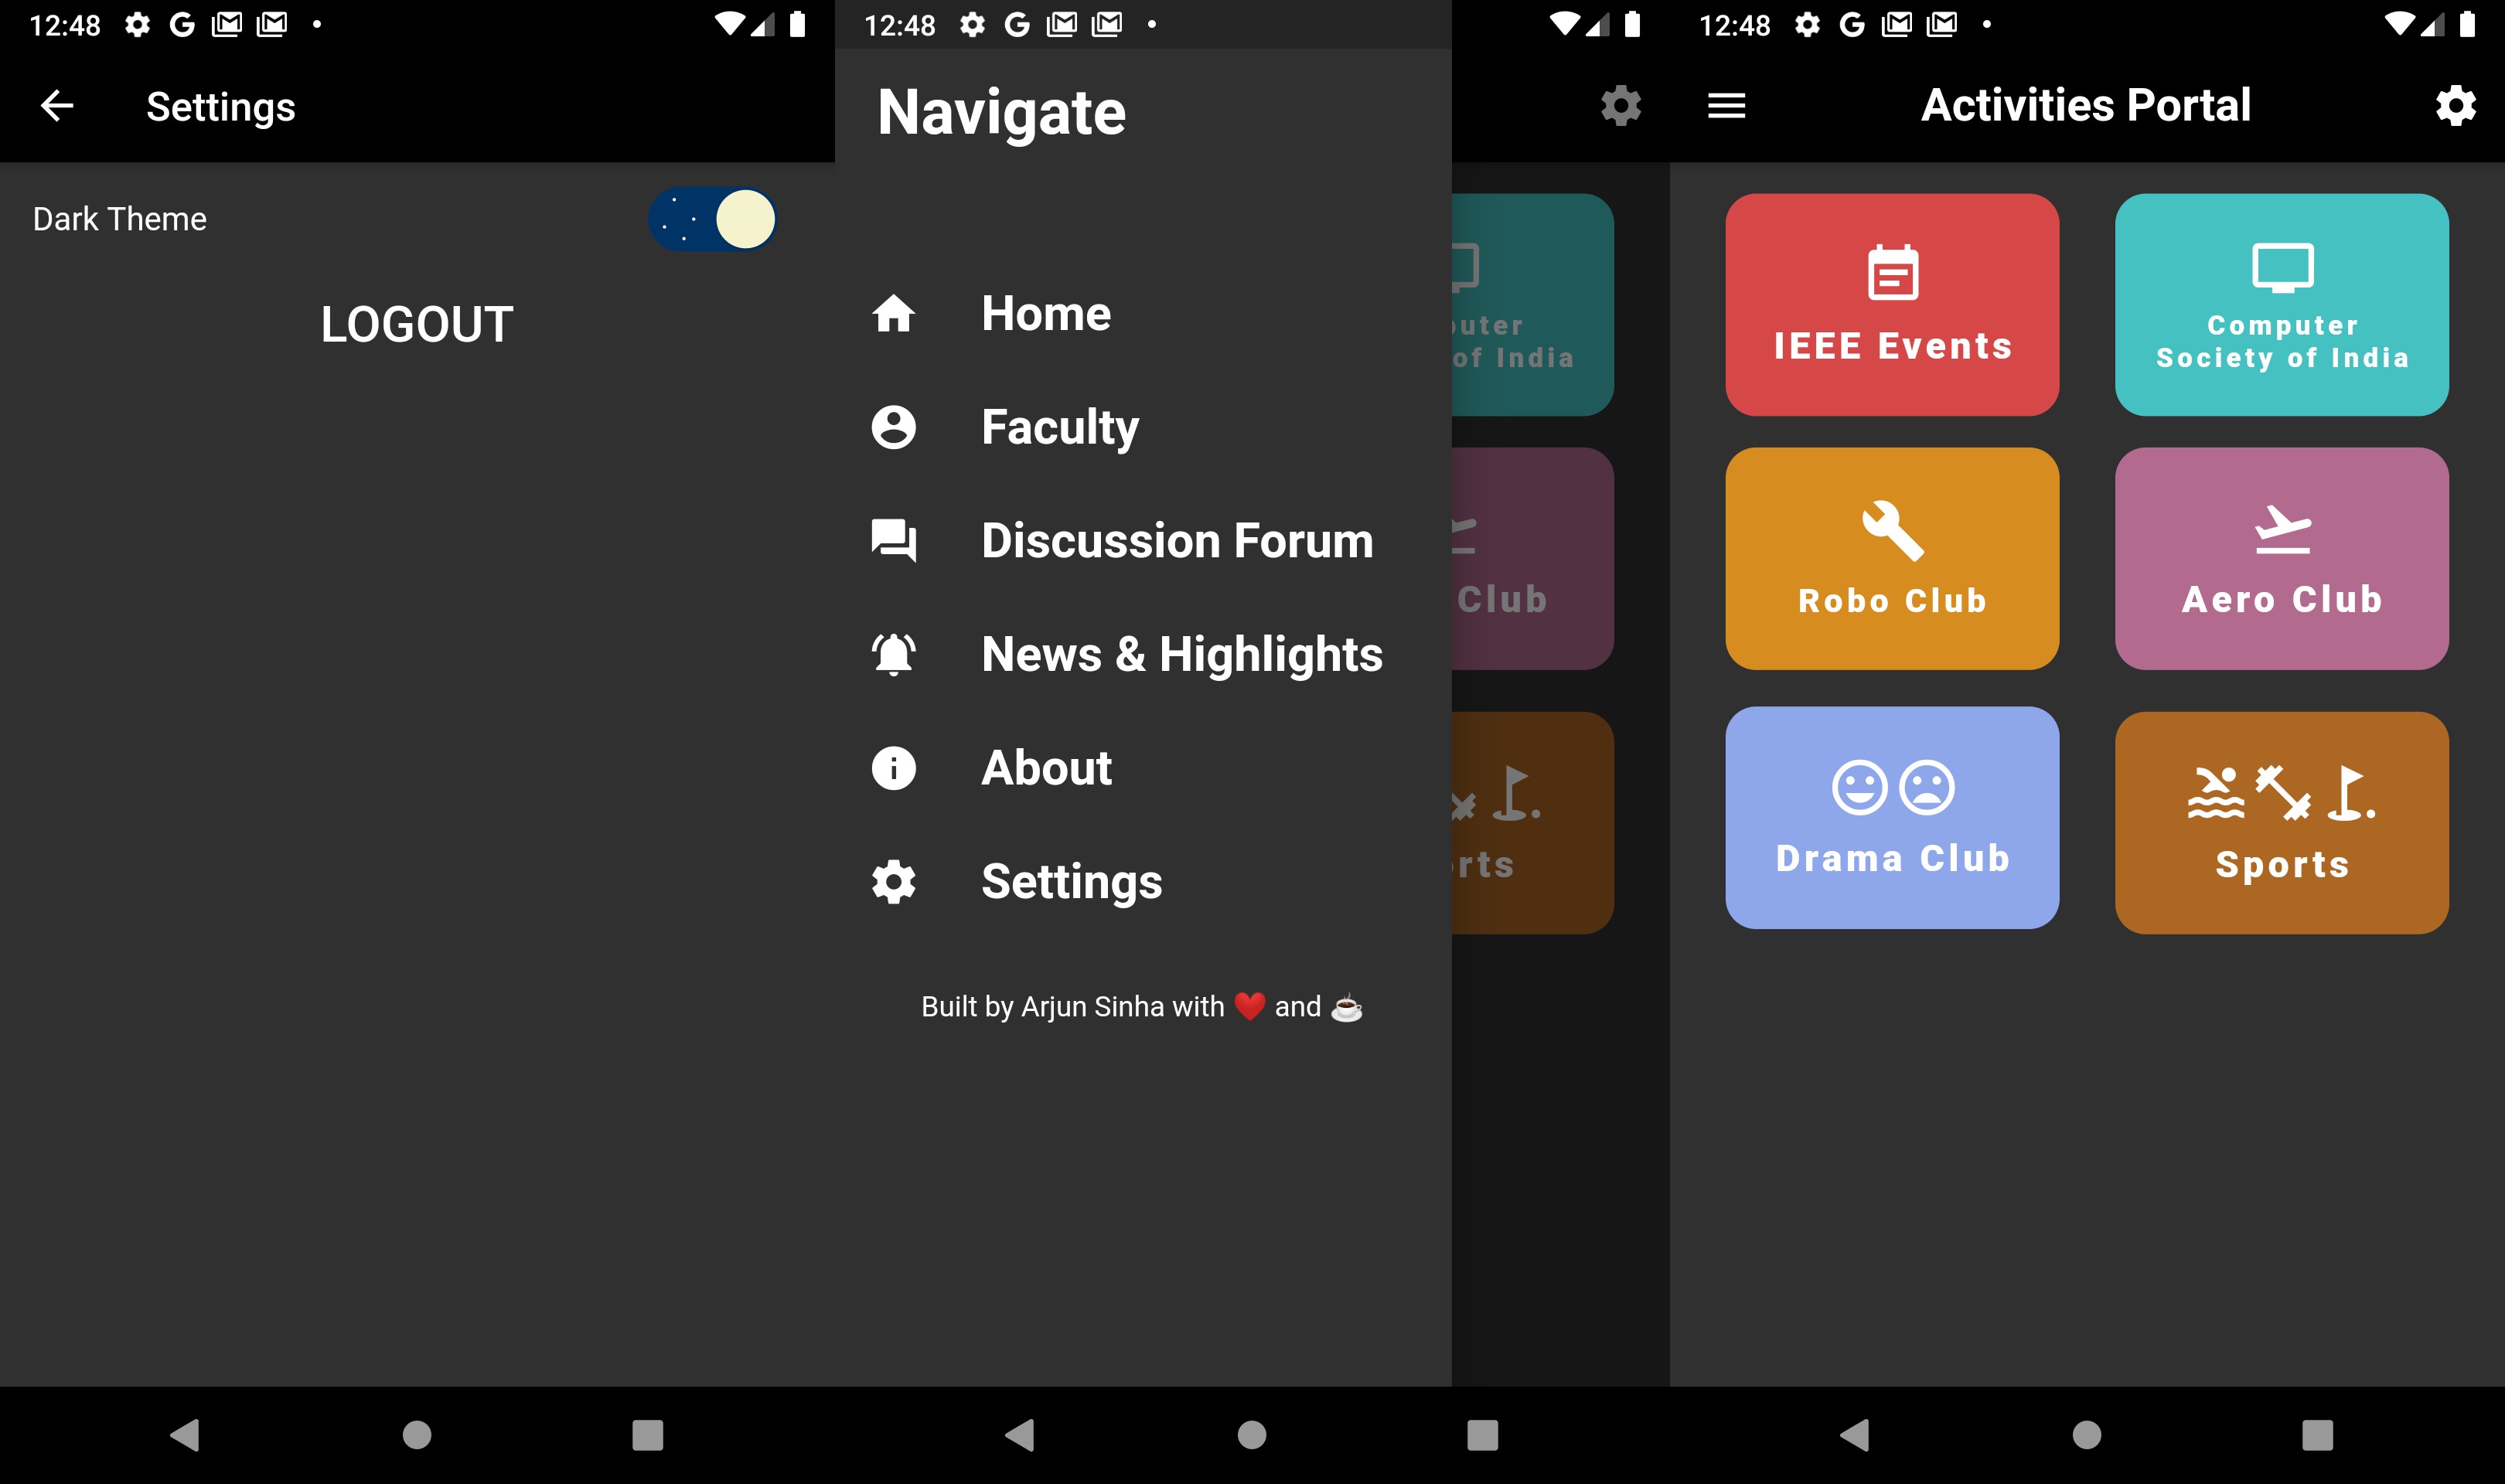 12:48
Settings
Dark Theme
LOGOUT
12:48
Navigate
Home
Faculty
Discussion Forum
News & Highlights
About
Settings
Built by Arjun Sinha with ❤️ and ☕
of India
Club
12:48
Activities Portal
IEEE Events
Computer
Society of India
Robo Club
Aero Club
Drama Club
Sports